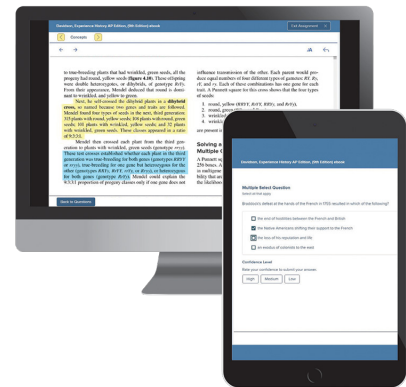 Davidson, Experience History AP Edition, (9th Edition) ebook
Exit Assignment
Concepts
to true-breeding plants that had wrinkled, green seeds, all the
progeny had round, yellow seeds (figure 4.10). These offspring
were double heterozygotes, or dihybrids, of genotype RrYy.
From their appearance, Mendel deduced that round is domi-
nant to wrinkled, and yellow to green.
Next, he self-crossed the dihybrid plants in a dihybrid
cross, so named because two genes and traits are followed.
Mendel found four types of seeds in the next, third generation:
315 plants with round, yellow seeds; 108 plants with round, green
seeds; 101 plants with wrinkled, yellow seeds; and 32 plants
with wrinkled, green seeds. These classes appeared in a ratio
of 9:3:3:1.
Mendel then crossed each plant from the third gen-
eration to plants with wrinkled, green seeds (genotype rryy).
These test crosses established whether each plant in the third
generation was true-breeding for both genes (genotypes RRYY
or rryy), true-breeding for one gene but heterozygous for the
other (genotypes RRYy, RrYY, rrYy, or Rryy), or heterozygous
for both genes (genotype RrYy). Mendel could explain the
9:3:3:1 proportion of progeny classes only if one gene does not
influence transmission of the other. Each parent would pro-
duce equal numbers of four different types of gametes: RY, Ry,
rY, and ry. Each of these combinations has one gene for each
trait. A Punnett square for this cross shows that the four types
of seeds:
1. round, yellow (RRYY, RrYY, RRYy, and RrYy),
2. round, green
3. wrinkled
4. wrinkled
are present in
Solving a
Multiple
A Punnett
256 boxes. A
in multigene
bility that are
the likelihood
Back to Questions
Davidson, Experience History AP Edition, (9th Edition) ebook
Multiple Select Question
Select all that apply
Braddock's defeat at the hands of the French in 1755 resulted in which of the following?
the end of hostilities between the French and British
the Native Americans shifting their support to the French
the loss of his reputation and life
an exodus of colonists to the west
Confidence Level
Rate your confidence to submit your answer.
High
Medium
Low